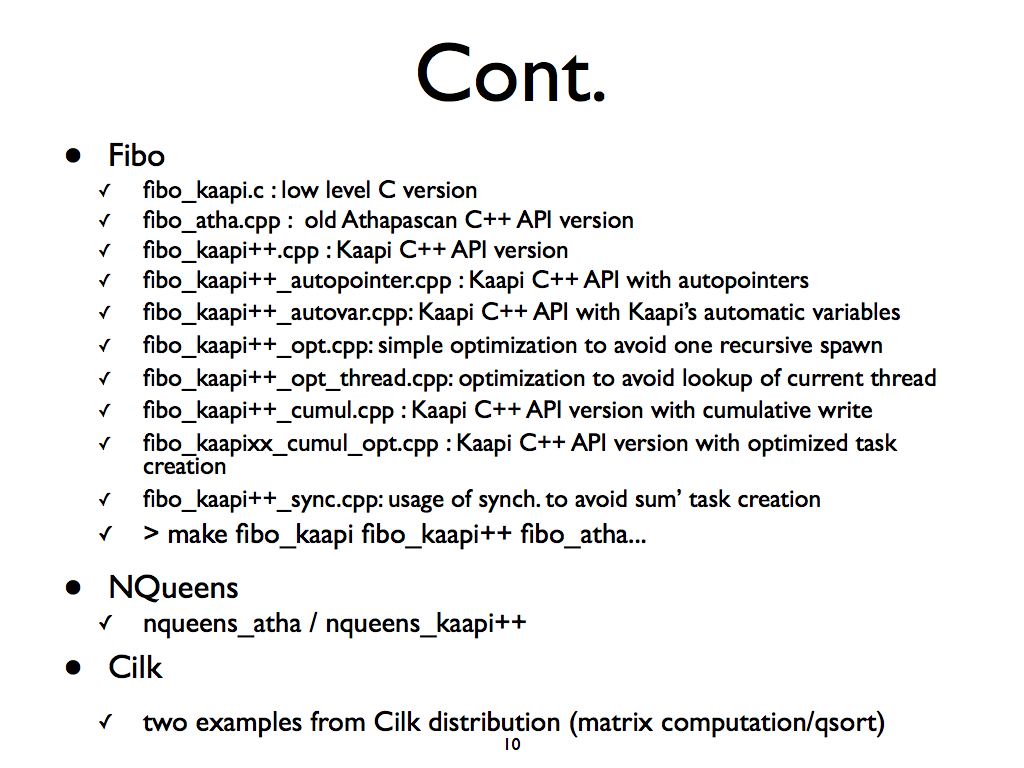 Cont.
• Fibo
✓ fibo_kaapi.c : low level C version
✓ fibo_atha.cpp : old Athapascan C++ API version
✓ fibo_kaapi++.cpp : Kaapi C++ API version
✓ fibo_kaapi++_autopointer.cpp : Kaapi C++ API with autopointers
✓ fibo_kaapi++_autovar.cpp: Kaapi C++ API with Kaapi’s automatic variables
✓ fibo_kaapi++_opt.cpp: simple optimization to avoid one recursive spawn
✓ fibo_kaapi++_opt_thread.cpp: optimization to avoid lookup of current thread
✓ fibo_kaapi++_cumul.cpp : Kaapi C++ API version with cumulative write
✓ fibo_kaapixx_cumul_opt.cpp : Kaapi C++ API version with optimized task
creation
✓ fibo_kaapi++_sync.cpp: usage of synch. to avoid sum’ task creation
✓ > make fibo_kaapi fibo_kaapi++ fibo_atha...
• NQueens
✓ nqueens_atha / nqueens_kaapi++
• Cilk
✓ two examples from Cilk distribution (matrix computation/qsort)
10